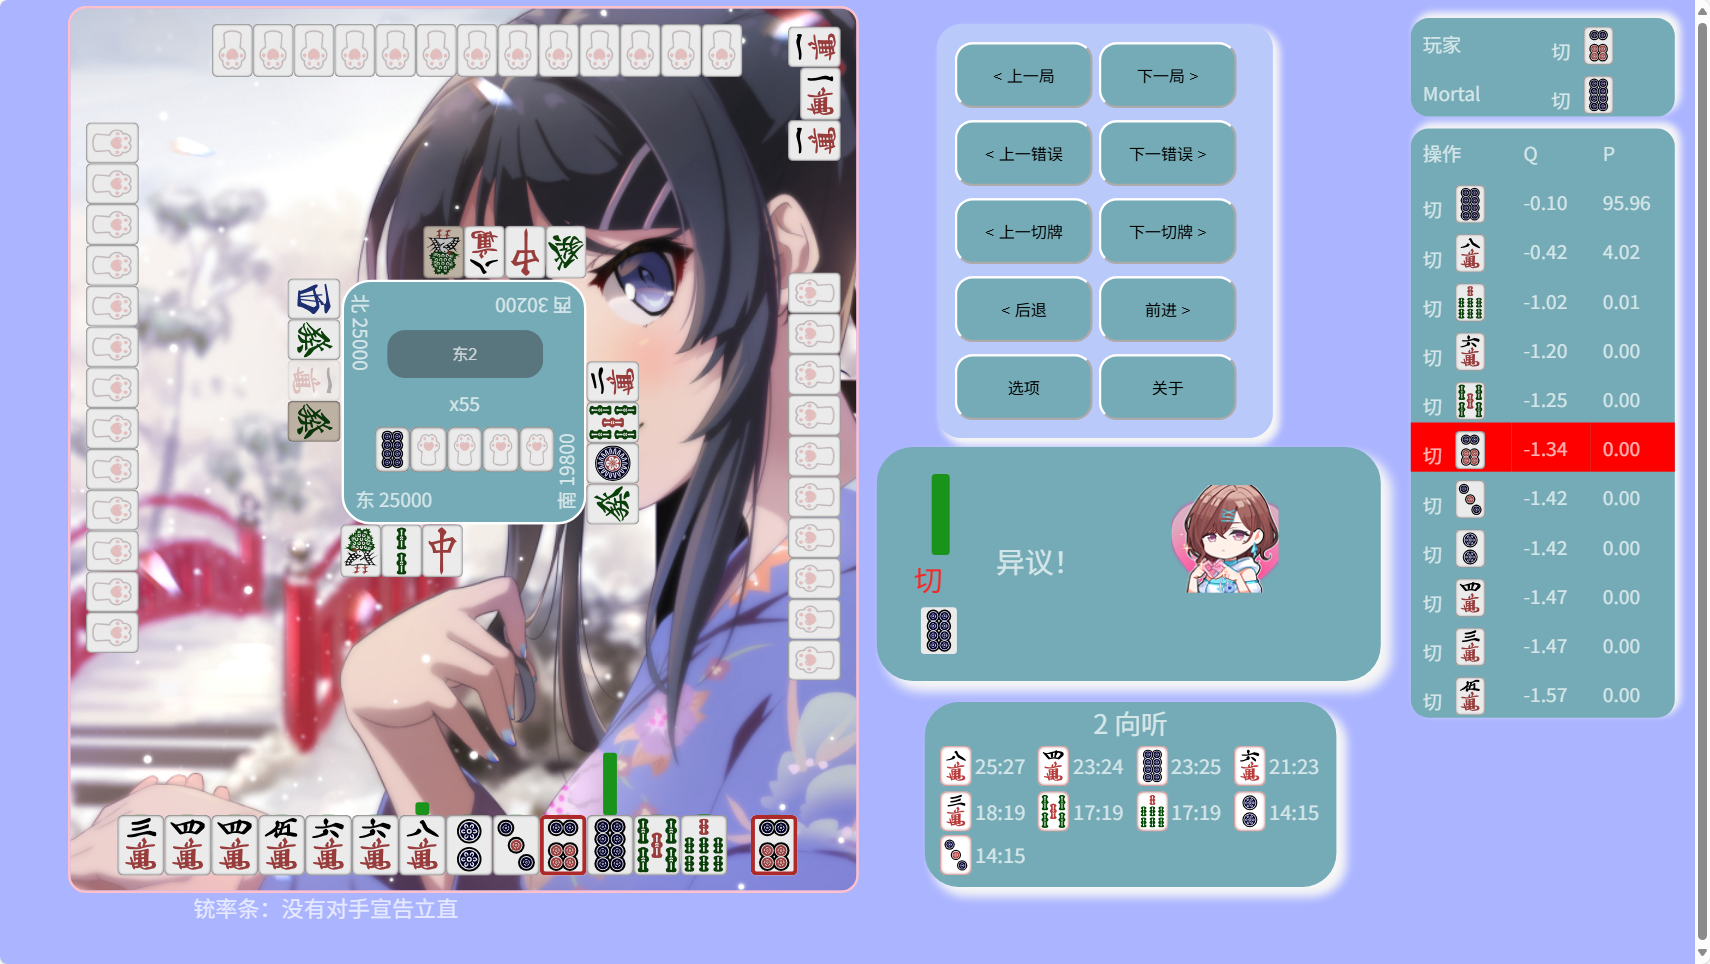 北 25000
西 30200
东2
x55
东 25000
南 19800
铳率条：没有对手宣告立直
< 上一局
下一局 >
< 上一错误
下一错误 >
< 上一切牌
下一切牌 >
< 后退
前进 >
选项
关于
切
异议！
2 向听
25:27 23:24 23:25 21:23
18:19 17:19 17:19 14:15
14:15
玩家 切
Mortal 切
操作 Q P
切 -0.10 95.96
切 -0.42 4.02
切 -1.02 0.01
切 -1.20 0.00
切 -1.25 0.00
切 -1.34 0.00
切 -1.42 0.00
切 -1.42 0.00
切 -1.47 0.00
切 -1.47 0.00
切 -1.57 0.00